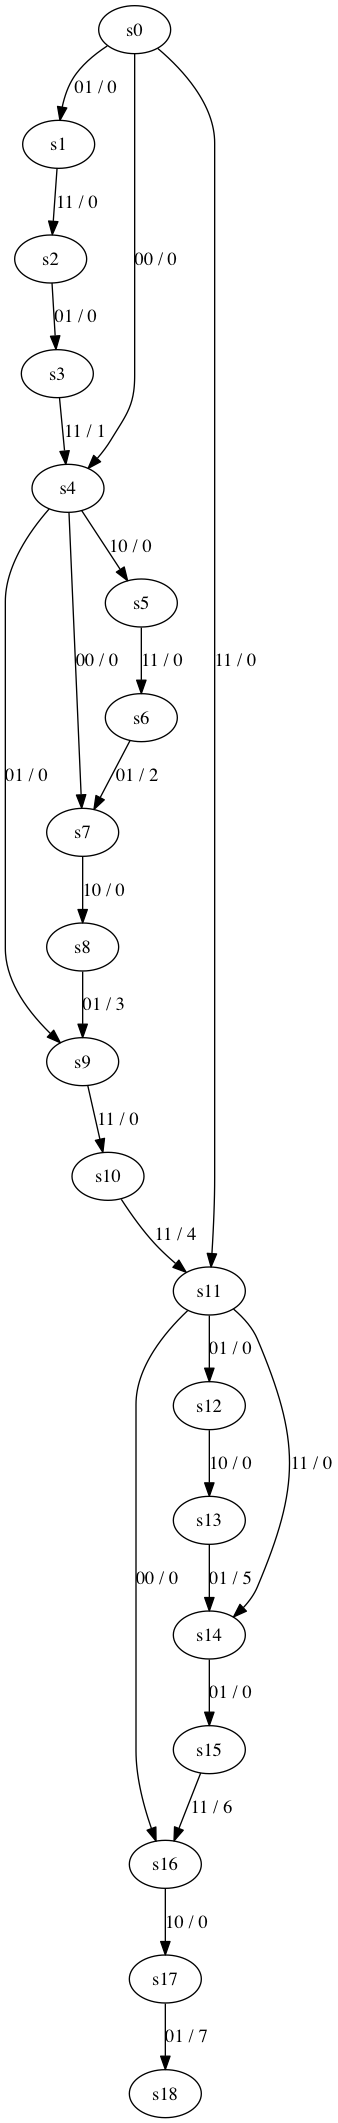 s0
01 / 0
s1
11 / 0
s2
00 / 0
01 / 0
s3
11 / 1
s4
10 / 0
s5
00 / 0
11 / 0
11 / 0
s6
01 / 0
01 / 2
s7
10 / 0
s8
01 / 3
s9
11 / 0
s10
11 / 4
s11
01 / 0
s12
10 / 0
11 / 0
s13
00 / 0
01 / 5
s14
01 / 0
s15
11 / 6
s16
10 / 0
s17
01 / 7
s18